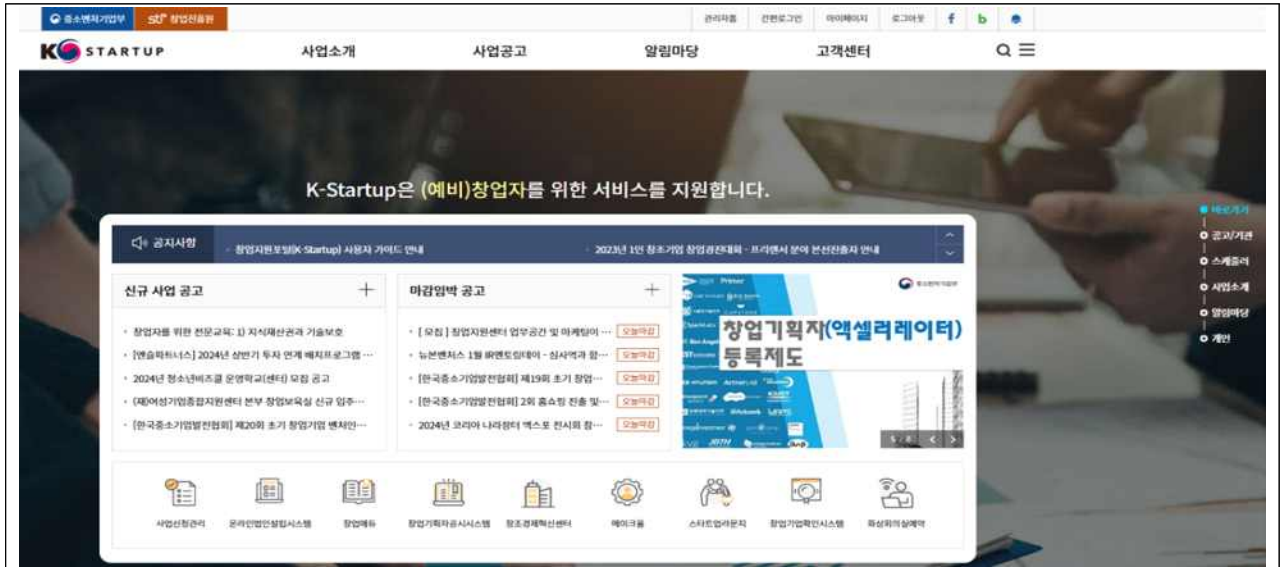 중소벤처기업부 창업진흥원
관리자홈 간편로그인 마이페이지 로그아웃 f b
K STARTUP 사업소개 사업공고 알림마당 고객센터
K-Startup은 (예비)창업자를 위한 서비스를 지원합니다.
바로가기
공고/기관
스케줄러
사업소개
알림마당
개인
공지사항
창업지원포털(K-Startup) 사용자 가이드 안내
2023년 1인 창조기업 창업경진대회 - 프리랜서 분야 본선진출자 안내
신규 사업 공고
창업자를 위한 전문교육: 1) 지식재산권과 기술보호
[앤슬파트너스] 2024년 상반기 투자 연계 배치프로그램 …
2024년 청소년비즈쿨 운영학교(센터) 모집 공고
(재)여성기업종합지원센터 본부 창업보육실 신규 입주…
[한국중소기업발전협회] 제20회 초기 창업기업 벤처인…
마감임박 공고
[ 모집 ] 창업지원센터 업무공간 및 마케팅이 … 오늘마감
뉴본벤처스 1월 IR멘토링데이 - 심사역과 함… 오늘마감
[한국중소기업발전협회] 제19회 초기 창업… 오늘마감
[한국중소기업발전협회] 2회 홈쇼핑 진출 및… 오늘마감
2024년 코리아 나라장터 엑스포 전시회 참… 오늘마감
중소벤처기업부
Primer
창업기획자(액셀러레이터)
등록제도
5 / 8
사업신청관리 온라인법인설립시스템 창업에듀 창업기획자공시시스템 창조경제혁신센터 메이크올 스타트업라운지 창업기업확인시스템 화상회의실예약